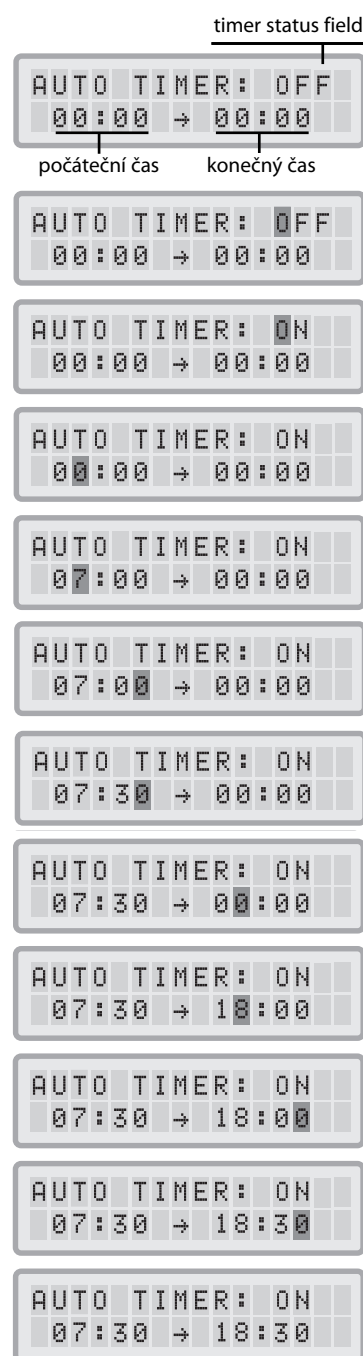 timer status field
AUTO TIMER: OFF
00:00 → 00:00
počáteční čas konečný čas
AUTO TIMER: OFF
00:00 → 00:00
AUTO TIMER: ON
00:00 → 00:00
AUTO TIMER: ON
00:00 → 00:00
AUTO TIMER: ON
07:00 → 00:00
AUTO TIMER: ON
07:00 → 00:00
AUTO TIMER: ON
07:30 → 00:00
AUTO TIMER: ON
07:30 → 00:00
AUTO TIMER: ON
07:30 → 18:00
AUTO TIMER: ON
07:30 → 18:00
AUTO TIMER: ON
07:30 → 18:30
AUTO TIMER: ON
07:30 → 18:30